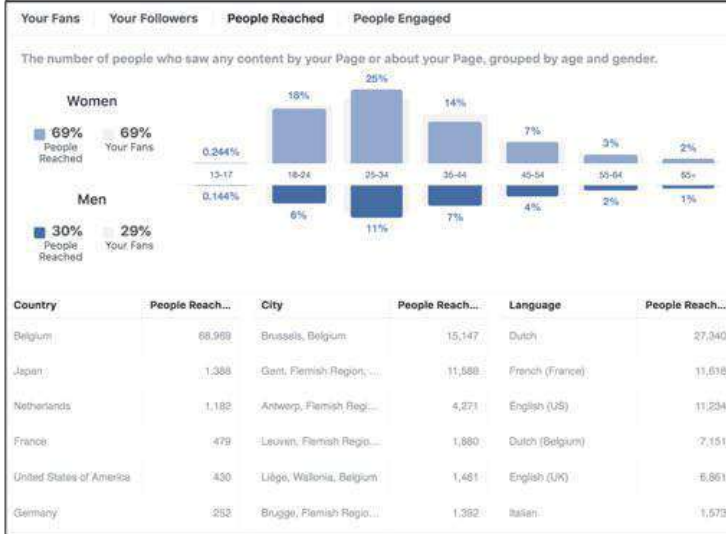 Your Fans Your Followers People Reached People Engaged
The number of people who saw any content by your Page or about your Page, grouped by age and gender.
Women
69% 69%
People Reached Your Fans
0.244% 18% 25% 14% 7% 3% 2%
13-17 18-24 25-34 35-44 45-54 55-64 65+
0.144% 6% 11% 7% 4% 2% 1%
Men
30% 29%
People Reached Your Fans
Country People Reach... City People Reach... Language People Reach...
Belgium 68,969 Brussels, Belgium 15,147 Dutch 27,340
Japan 1,388 Gent, Flemish Region, ... 11,588 French (France) 11,616
Netherlands 1,182 Antwerp, Flemish Regi... 4,271 English (US) 11,234
France 479 Leuven, Flemish Regio... 1,880 Dutch (Belgium) 7,151
United States of America 430 Liège, Wallonia, Belgium 1,461 English (UK) 6,861
Germany 252 Brugge, Flemish Regio... 1,392 Italian 1,573